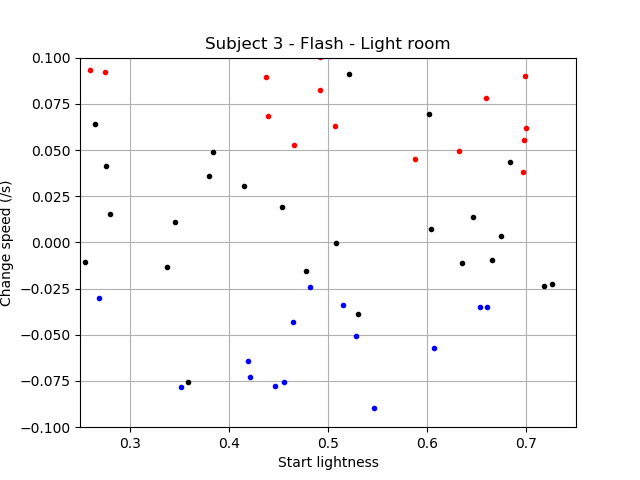 Subject 3 - Flash - Light room
0.100
0.075
0.050
0.025
0.000
−0.025
−0.050
−0.075
−0.100
Change speed (/s)
0.3 0.4 0.5 0.6 0.7
Start lightness